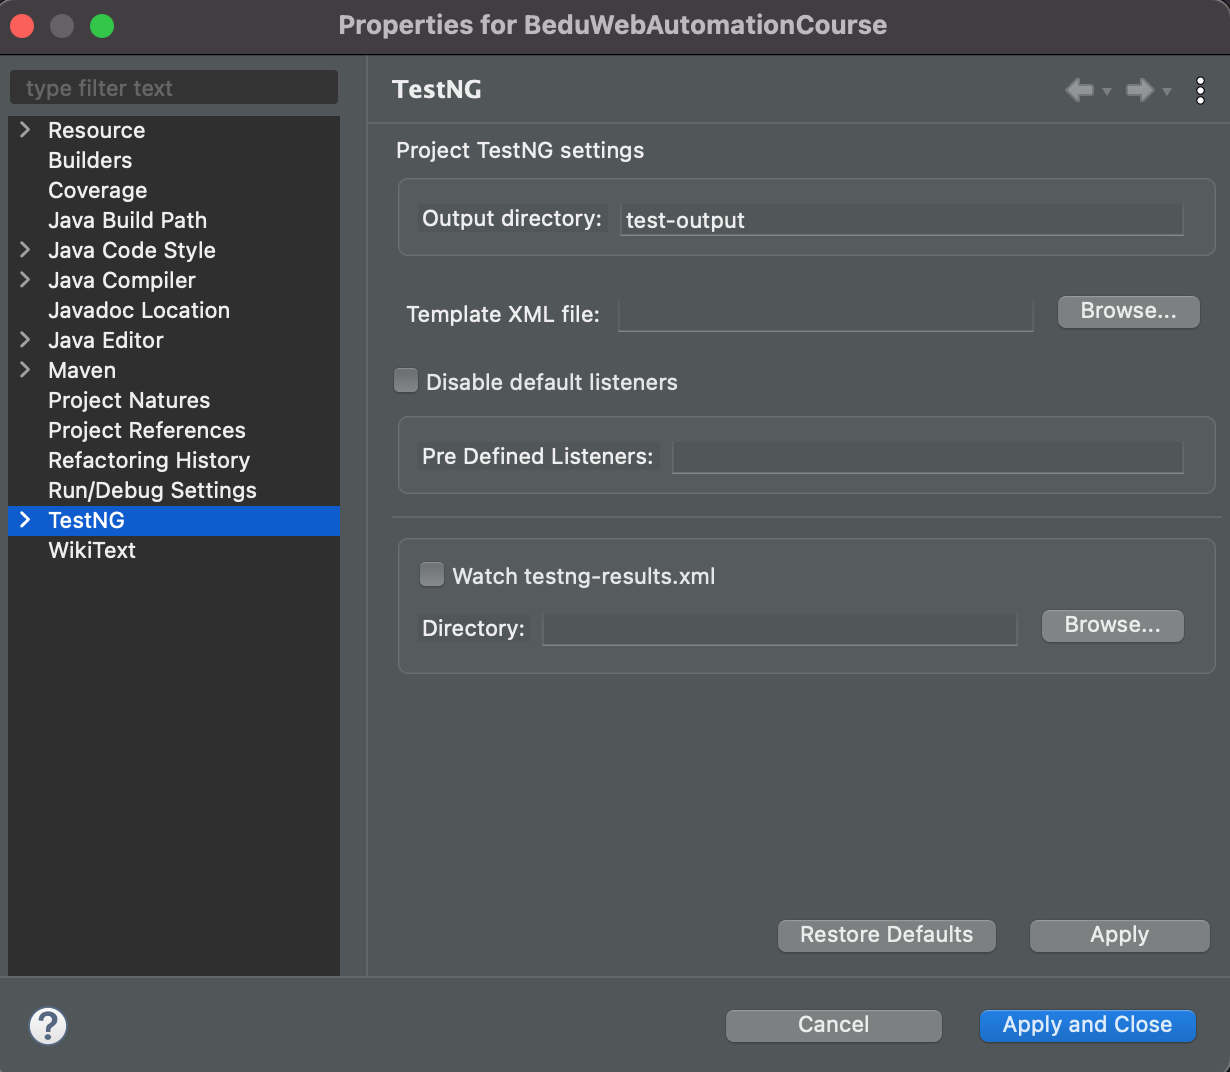 Properties for BeduWebAutomationCourse
type filter text
Resource
Builders
Coverage
Java Build Path
Java Code Style
Java Compiler
Javadoc Location
Java Editor
Maven
Project Natures
Project References
Refactoring History
Run/Debug Settings
TestNG
WikiText
TestNG
Project TestNG settings
Output directory: test-output
Template XML file: Browse...
Disable default listeners
Pre Defined Listeners:
Watch testng-results.xml
Directory: Browse...
Restore Defaults Apply
? Cancel Apply and Close